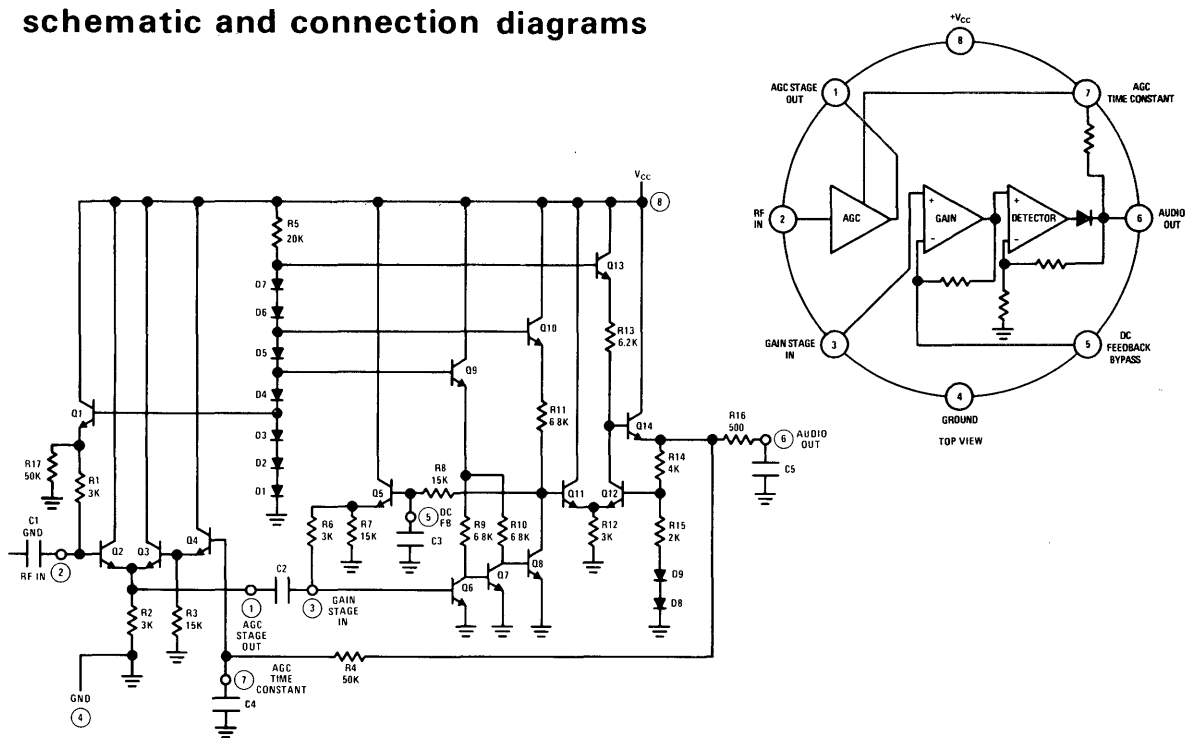 schematic and connection diagrams
+VCC
8
AGC STAGE
OUT
1
7
AGC
TIME CONSTANT
RF
IN
2
AGC
+
-
GAIN
+
-
DETECTOR
6
AUDIO
OUT
GAIN STAGE
IN
3
5
DC
FEEDBACK
BYPASS
4
GROUND
TOP VIEW
VCC
8
R5
20K
D7
D6
D5
D4
D3
D2
D1
Q13
R13
6.2K
Q10
Q9
R11
6.8K
Q1
R17
50K
R1
3K
C1
GND
RF IN
2
Q2
Q3
Q4
R2
3K
R3
15K
GND
4
Q5
R8
15K
R6
3K
R7
15K
5
DC
FB
C3
R9
6.8K
R10
6.8K
Q6
Q7
Q8
Q11
Q12
R12
3K
Q14
R16
500
6
AUDIO
OUT
C5
R14
4K
R15
2K
D9
D8
C2
1
AGC
STAGE
OUT
3
GAIN
STAGE
IN
R4
50K
7
AGC
TIME
CONSTANT
C4